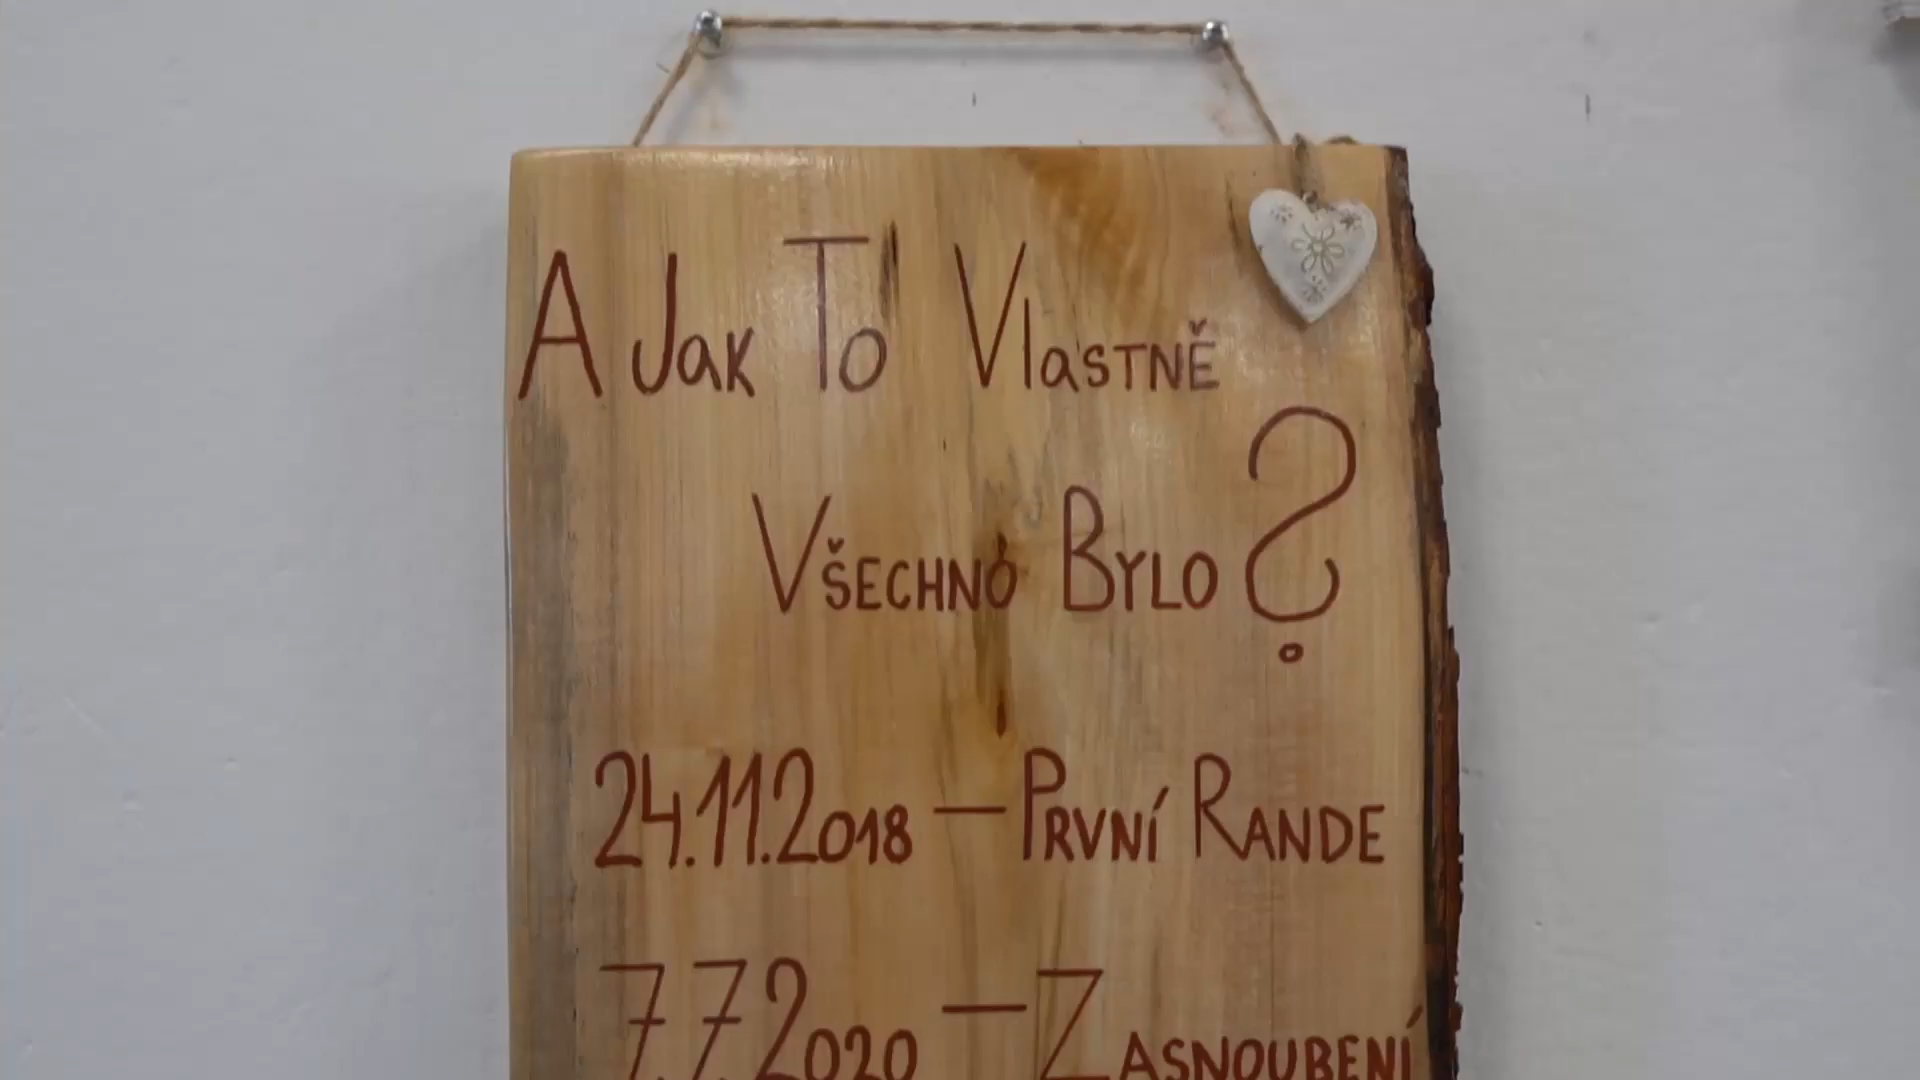 A Jak To Vlastně
Všechno Bylo?
24.11.2018 – První Rande
7.7.2020 – Zasnoubení